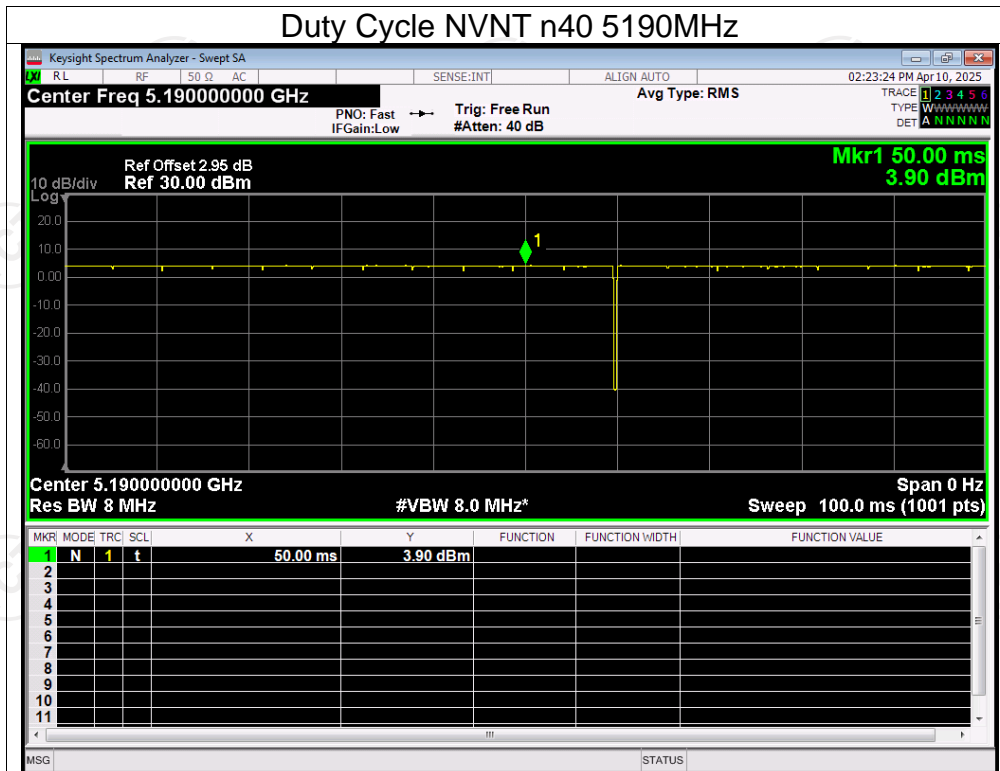 Duty Cycle NVNT n40 5190MHz
Keysight Spectrum Analyzer - Swept SA
LXI RL RF 50 Ω AC SENSE:INT ALIGN AUTO 02:23:24 PM Apr 10, 2025
Center Freq 5.190000000 GHz Avg Type: RMS TRACE 1 2 3 4 5 6
PNO: Fast Trig: Free Run TYPE WWWWWWW
IFGain:Low #Atten: 40 dB DET A N N N N N
Mkr1 50.00 ms
3.90 dBm
Ref Offset 2.95 dB
10 dB/div Ref 30.00 dBm
Log
20.0
10.0
0.00
-10.0
-20.0
-30.0
-40.0
-50.0
-60.0
1
Center 5.190000000 GHz Span 0 Hz
Res BW 8 MHz #VBW 8.0 MHz* Sweep 100.0 ms (1001 pts)
MKR MODE TRC SCL X Y FUNCTION FUNCTION WIDTH FUNCTION VALUE
1 N 1 t 50.00 ms 3.90 dBm
2
3
4
5
6
7
8
9
10
11
MSG STATUS